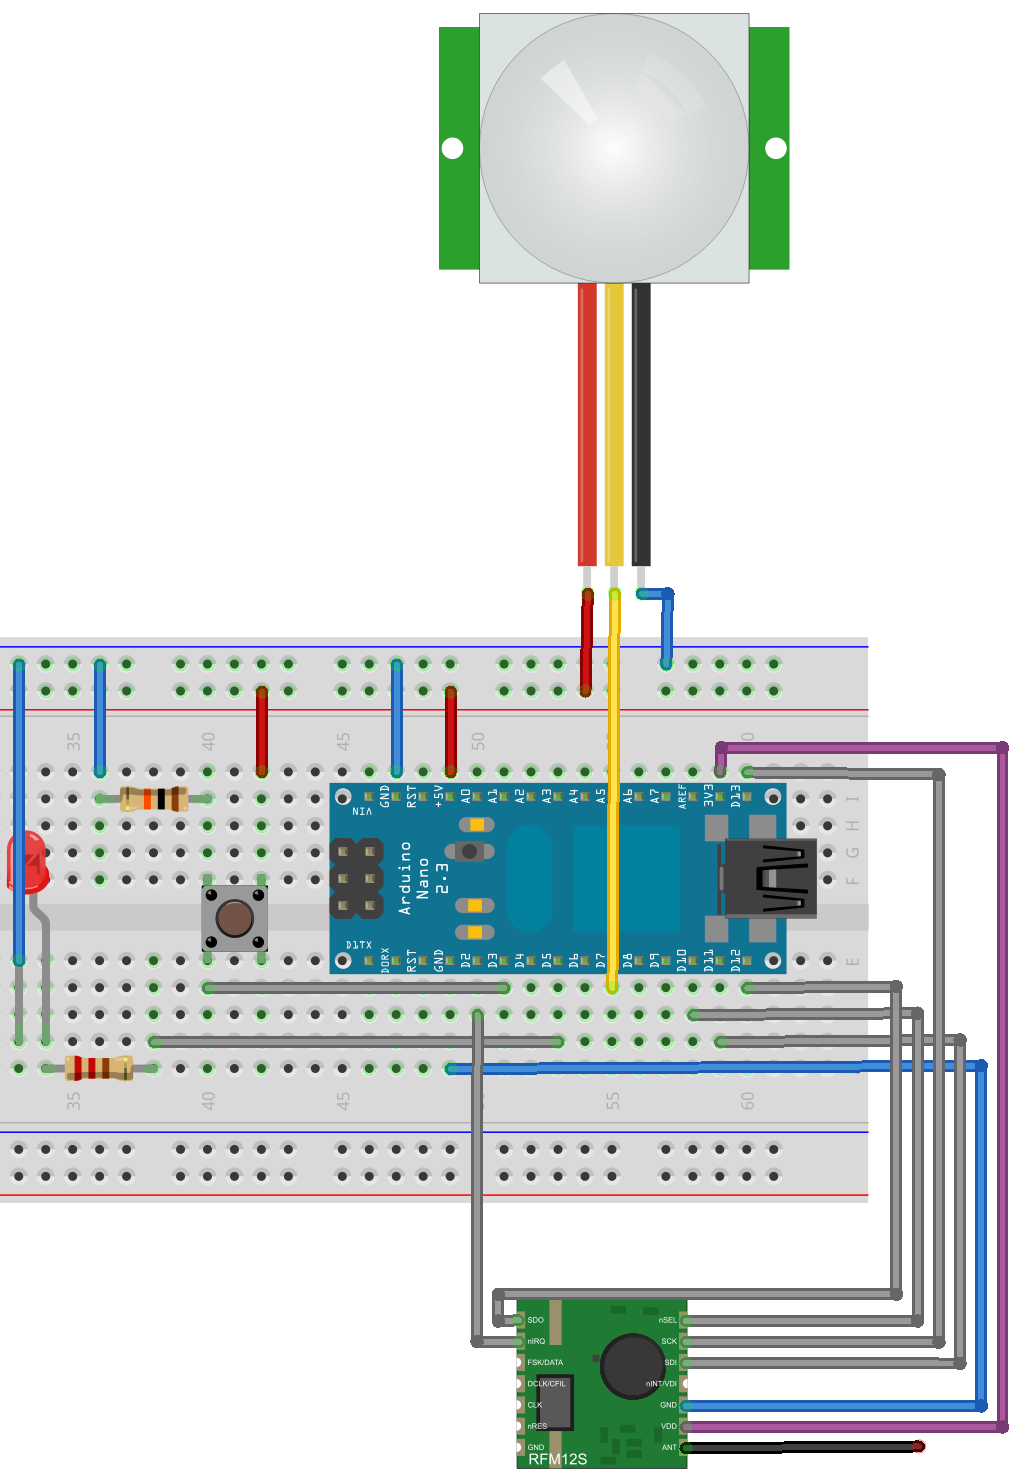 35
40
45
50
60
I
H
G
F
E
GND
RST
+5V
A0
A1
A2
A3
A4
A5
A6
A7
AREF
3V3
D13
VIN
Arduino
Nano
2.3
D1TX
D0RX
RST
GND
D2
D3
D4
D5
D6
D7
D8
D9
D10
D11
D12
35
40
45
55
60
SDO
nIRQ
FSK/DATA
DCLK/CFIL
CLK
nRES
GND
nSEL
SCK
SDI
nINT/VDI
GND
VDD
ANT
RFM12S